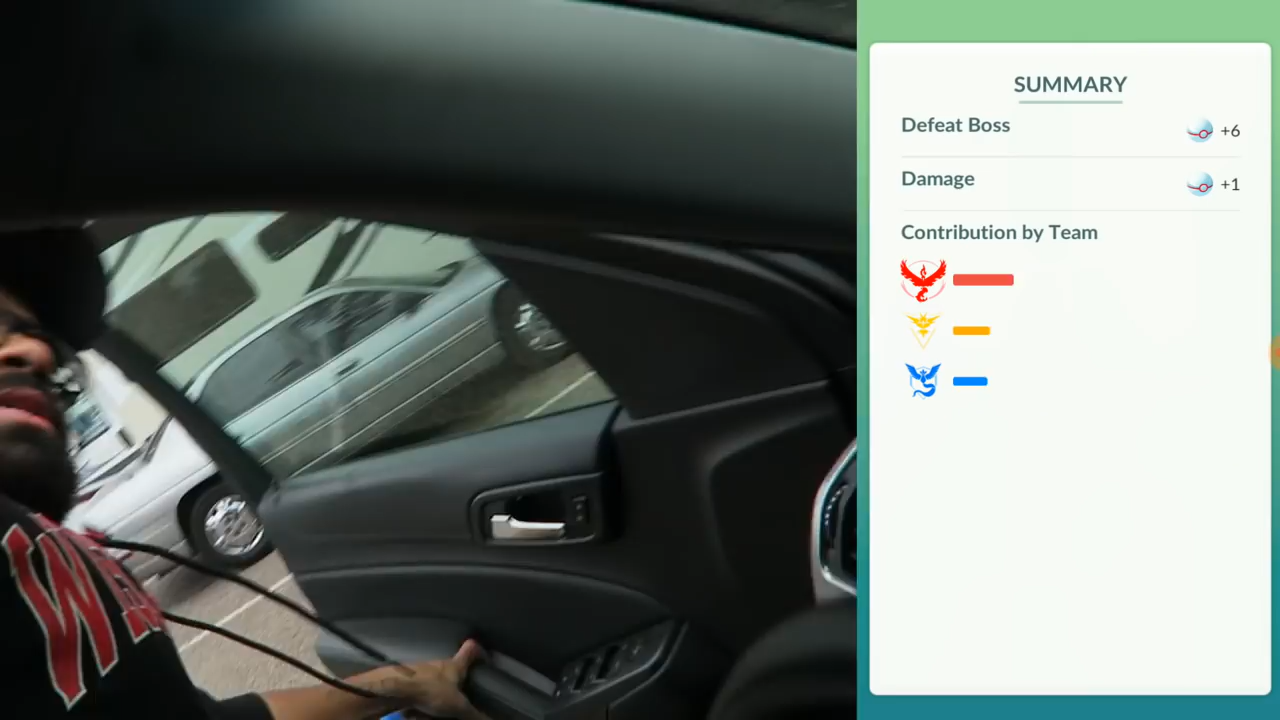 W
SUMMARY
Defeat Boss +6
Damage +1
Contribution by Team